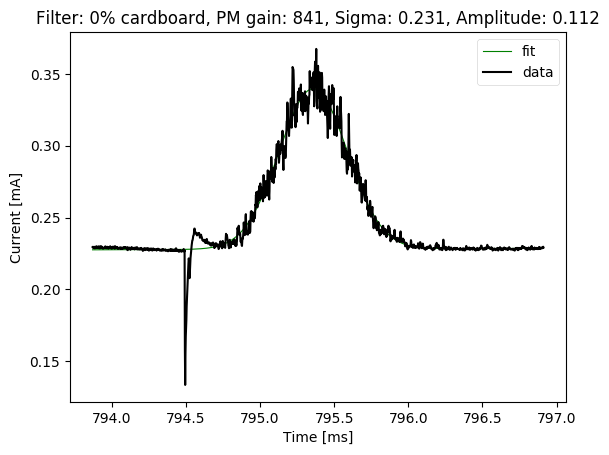 Filter: 0% cardboard, PM gain: 841, Sigma: 0.231, Amplitude: 0.112
fit
data
0.35
0.30
0.25
0.20
0.15
Current [mA]
794.0 794.5 795.0 795.5 796.0 796.5 797.0
Time [ms]